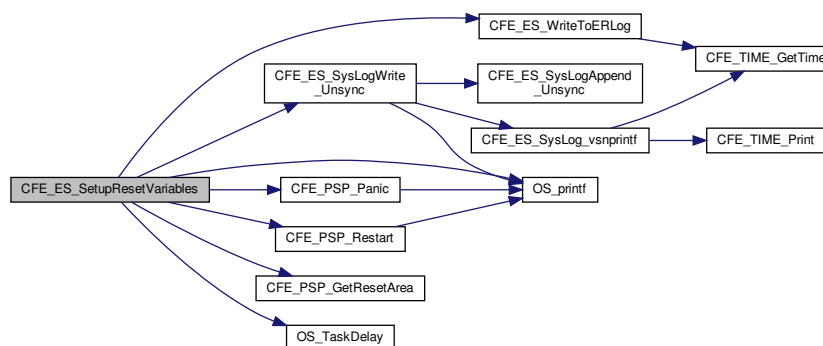 CFE_ES_WriteToERLog
CFE_TIME_GetTime
CFE_ES_SysLogWrite
_Unsync
CFE_ES_SysLogAppend
_Unsync
CFE_ES_SysLog_vsnprintf
CFE_TIME_Print
CFE_ES_SetupResetVariables
CFE_PSP_Panic
OS_printf
CFE_PSP_Restart
CFE_PSP_GetResetArea
OS_TaskDelay